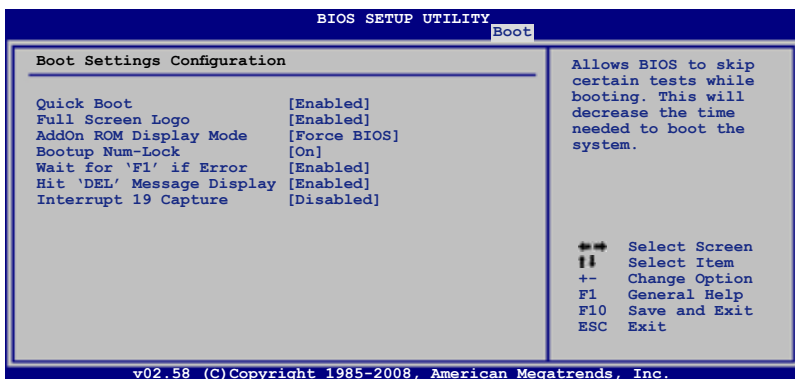 BIOS SETUP UTILITY
Boot
Boot Settings Configuration
Quick Boot [Enabled]
Full Screen Logo [Enabled]
AddOn ROM Display Mode [Force BIOS]
Bootup Num-Lock [On]
Wait for ‘F1’ if Error [Enabled]
Hit ‘DEL’ Message Display [Enabled]
Interrupt 19 Capture [Disabled]
Allows BIOS to skip
certain tests while
booting. This will
decrease the time
needed to boot the
system.
←→ Select Screen
↑↓ Select Item
+- Change Option
F1 General Help
F10 Save and Exit
ESC Exit
v02.58 (C)Copyright 1985-2008, American Megatrends, Inc.